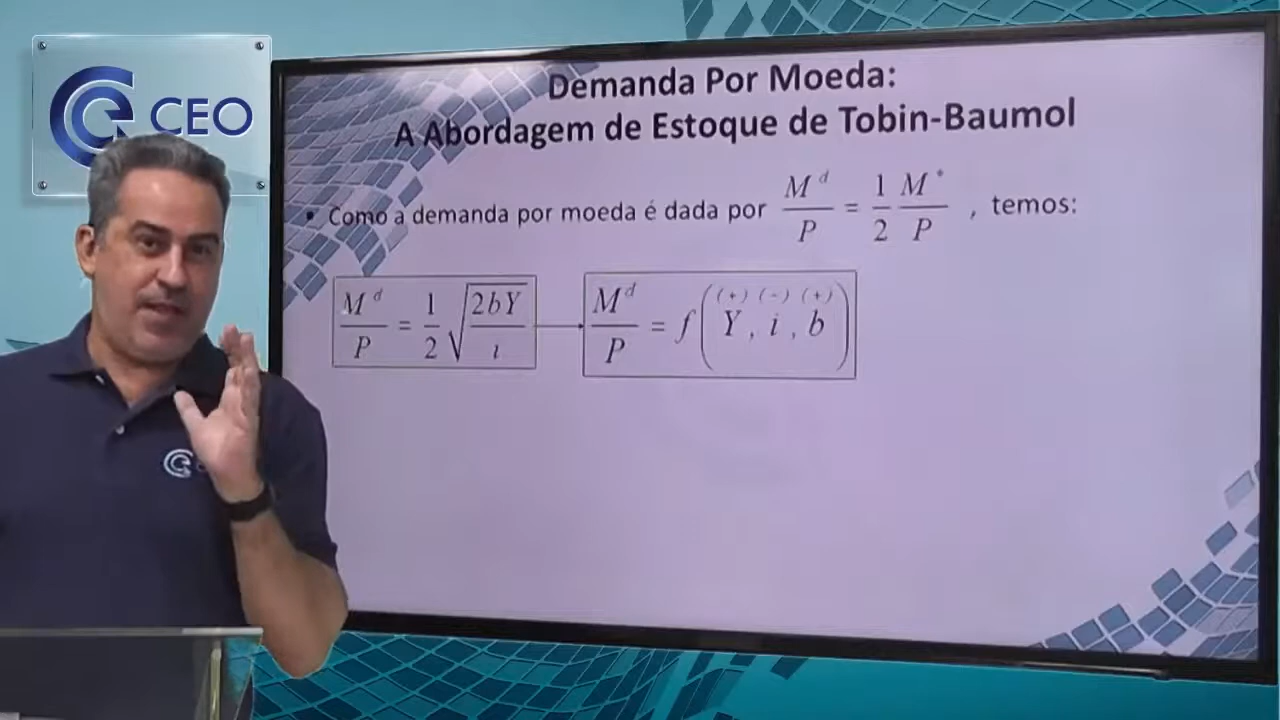 CEO
Demanda Por Moeda:
A Abordagem de Estoque de Tobin-Baumol
• Como a demanda por moeda é dada por M^d / P = 1/2 M^* / P , temos:
M^d / P = 1/2 √(2bY / i) → M^d / P = f(Y^(+), i^(-), b^(+))